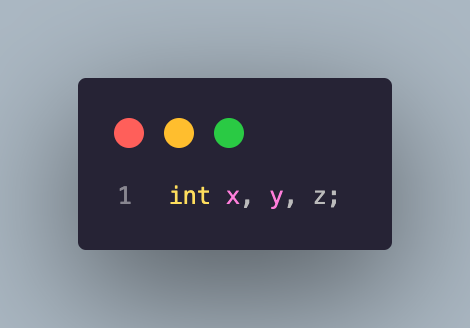 1 int x, y, z;